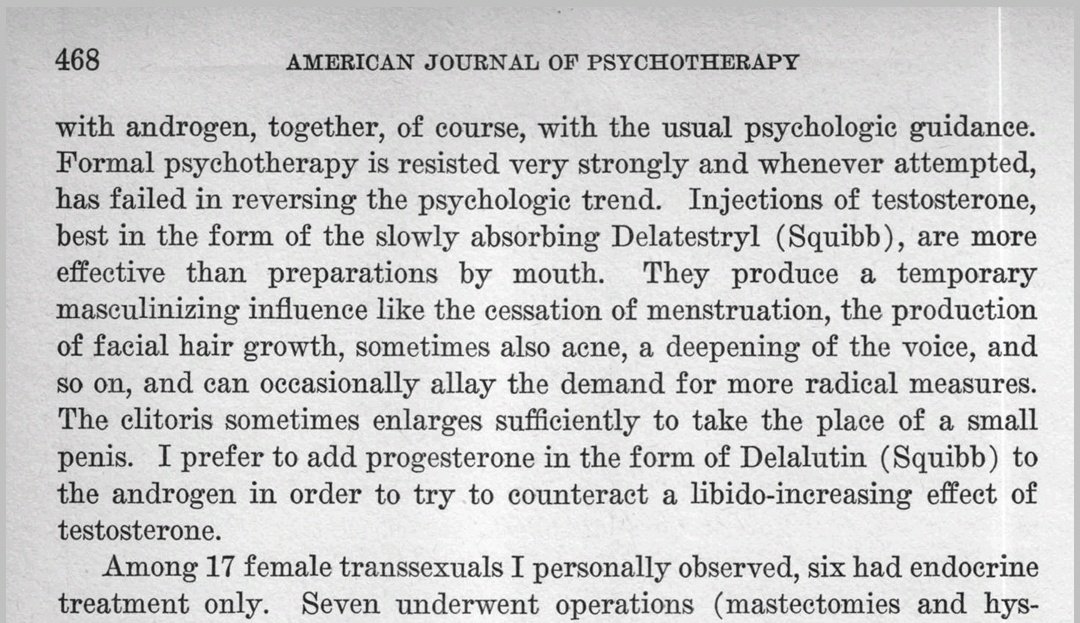 468 AMERICAN JOURNAL OF PSYCHOTHERAPY
with androgen, together, of course, with the usual psychologic guidance.
Formal psychotherapy is resisted very strongly and whenever attempted,
has failed in reversing the psychologic trend. Injections of testosterone,
best in the form of the slowly absorbing Delatestryl (Squibb), are more
effective than preparations by mouth. They produce a temporary
masculinizing influence like the cessation of menstruation, the production
of facial hair growth, sometimes also acne, a deepening of the voice, and
so on, and can occasionally allay the demand for more radical measures.
The clitoris sometimes enlarges sufficiently to take the place of a small
penis. I prefer to add progesterone in the form of Delalutin (Squibb) to
the androgen in order to try to counteract a libido-increasing effect of
testosterone.
Among 17 female transsexuals I personally observed, six had endocrine
treatment only. Seven underwent operations (mastectomies and hys-